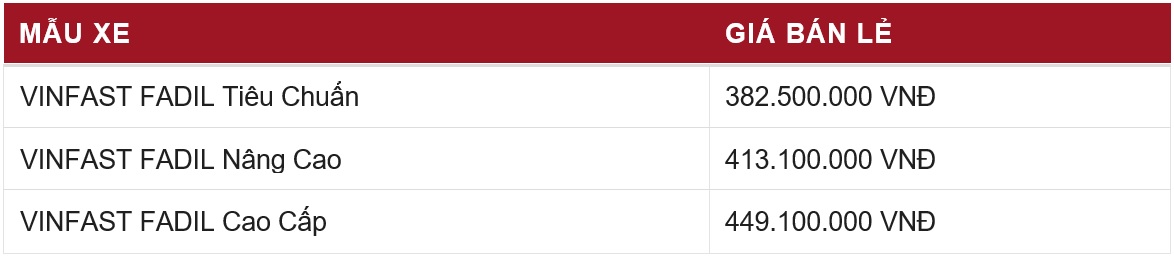 MẪU XE GIÁ BÁN LẺ
VINFAST FADIL Tiêu Chuẩn 382.500.000 VNĐ
VINFAST FADIL Nâng Cao 413.100.000 VNĐ
VINFAST FADIL Cao Cấp 449.100.000 VNĐ